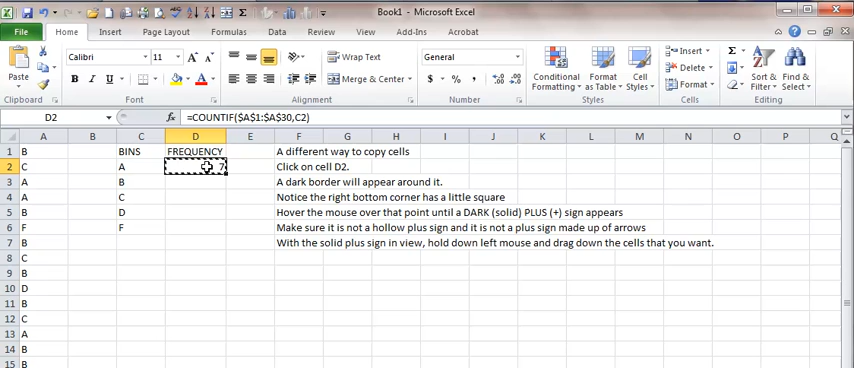 Book1 - Microsoft Excel
File Home Insert Page Layout Formulas Data Review View Add-Ins Acrobat
Calibri 11 A A Wrap Text General Insert Σ
Paste B I U A Merge & Center $ % , Conditional Formatting Format as Table Cell Styles Delete Format Sort & Filter Find & Select
Clipboard Font Alignment Number Styles Cells Editing
D2 fx =COUNTIF($A$1:$A$30,C2)
A B C D E F G H I J K L M N O P Q
1 B BINS FREQUENCY A different way to copy cells
2 C A 7 Click on cell D2.
3 A B A dark border will appear around it.
4 A C Notice the right bottom corner has a little square
5 B D Hover the mouse over that point until a DARK (solid) PLUS (+) sign appears
6 F F Make sure it is not a hollow plus sign and it is not a plus sign made up of arrows
7 B With the solid plus sign in view, hold down left mouse and drag down the cells that you want.
8 C
9 B
10 D
11 B
12 C
13 A
14 B
15 B